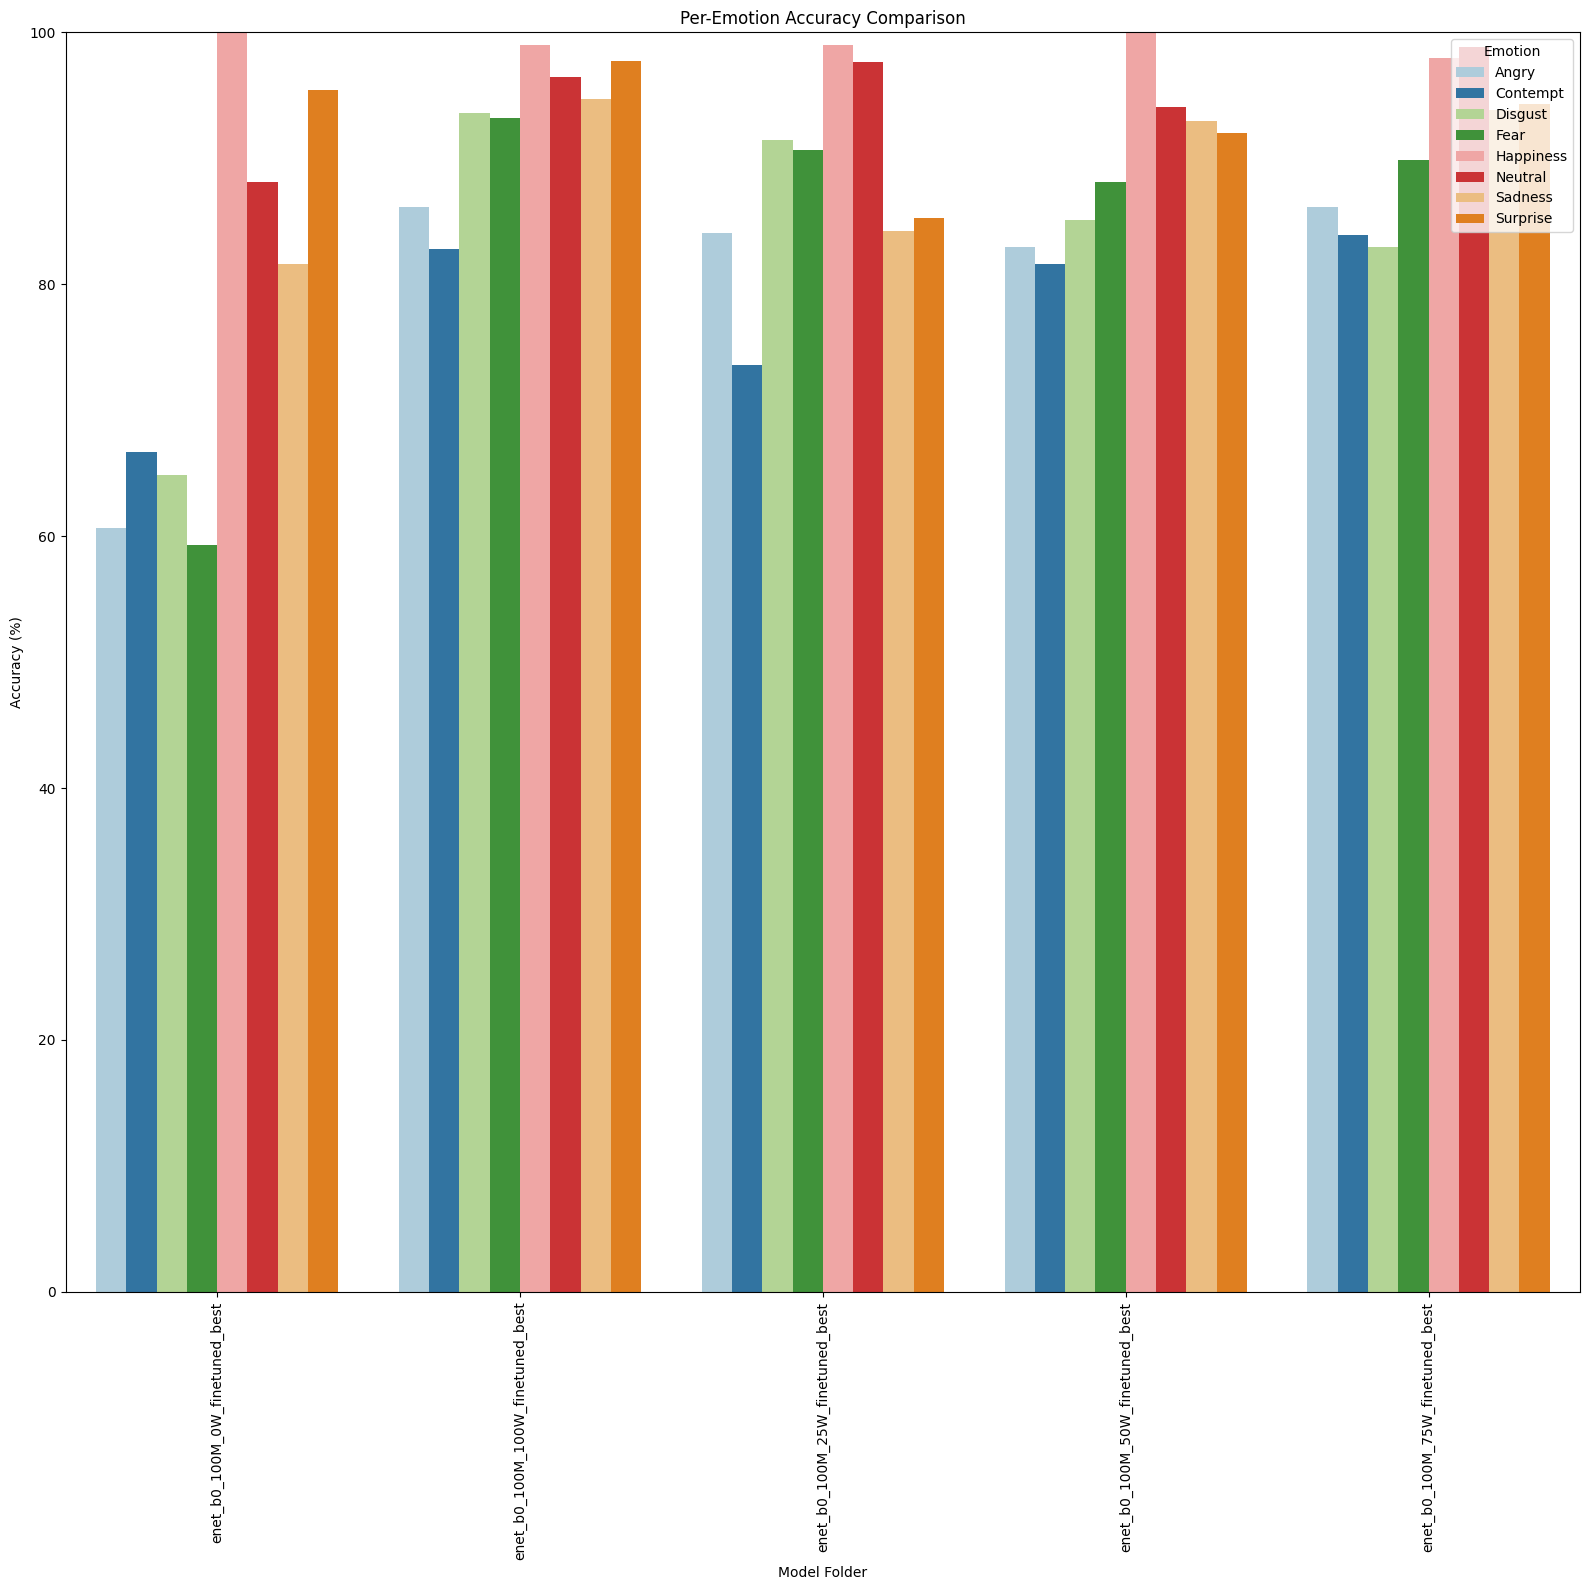 Per-Emotion Accuracy Comparison
Accuracy (%)
100
80
60
40
20
0
Emotion
Angry
Contempt
Disgust
Fear
Happiness
Neutral
Sadness
Surprise
enet_b0_100M_0W_finetuned_best
enet_b0_100M_100W_finetuned_best
enet_b0_100M_25W_finetuned_best
enet_b0_100M_50W_finetuned_best
enet_b0_100M_75W_finetuned_best
Model Folder